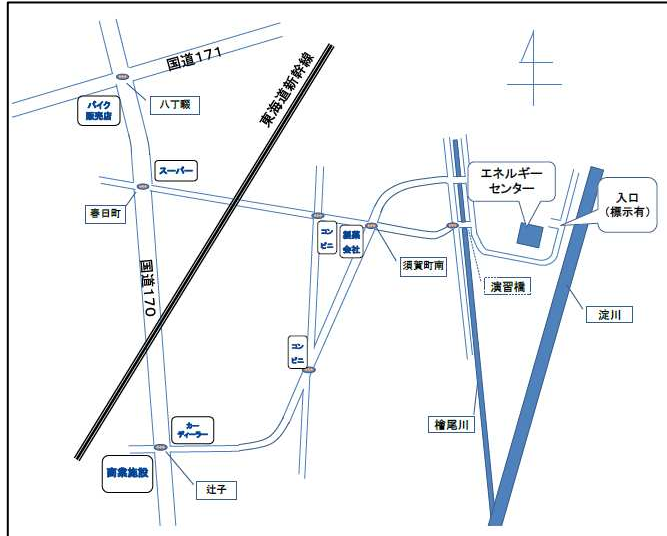 国道171
八丁畷
バイク
販売店
東海道新幹線
スーパー
春日町
エネルギー
センター
入口
(標示有)
コン
ビニ
製薬
会社
須賀町南
演習橋
淀川
国道170
コン
ビニ
檜尾川
カー
ディーラー
商業施設
辻子